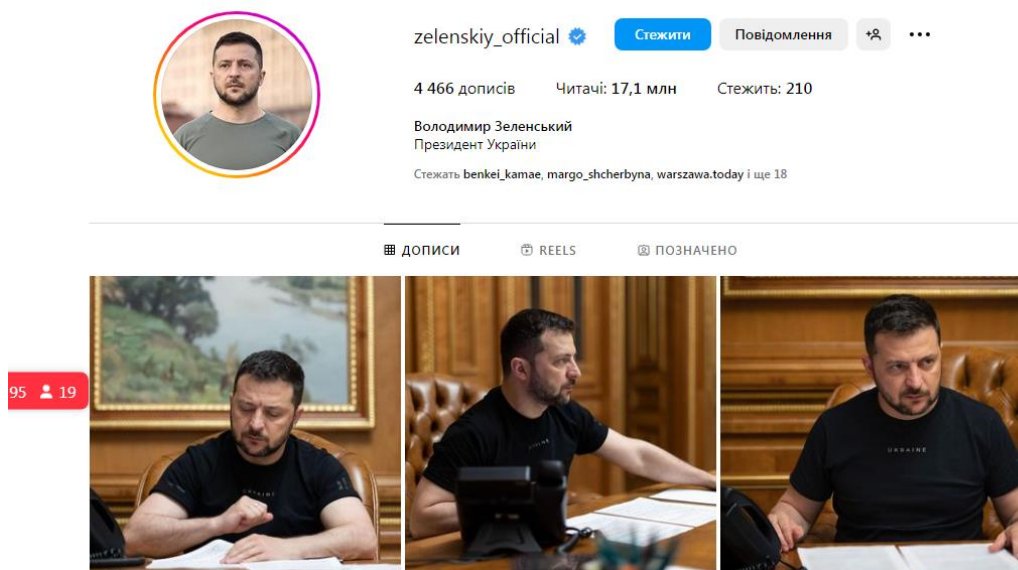 zelenskiy_official Стежити Повідомлення
4 466 дописів Читачі: 17,1 млн Стежить: 210
Володимир Зеленський
Президент України
Стежать benkei_kamae, margo_shcherbyna, warszawa.today і ще 18
ДОПИСИ REELS ПОЗНАЧЕНО
95 19
UKRAINE